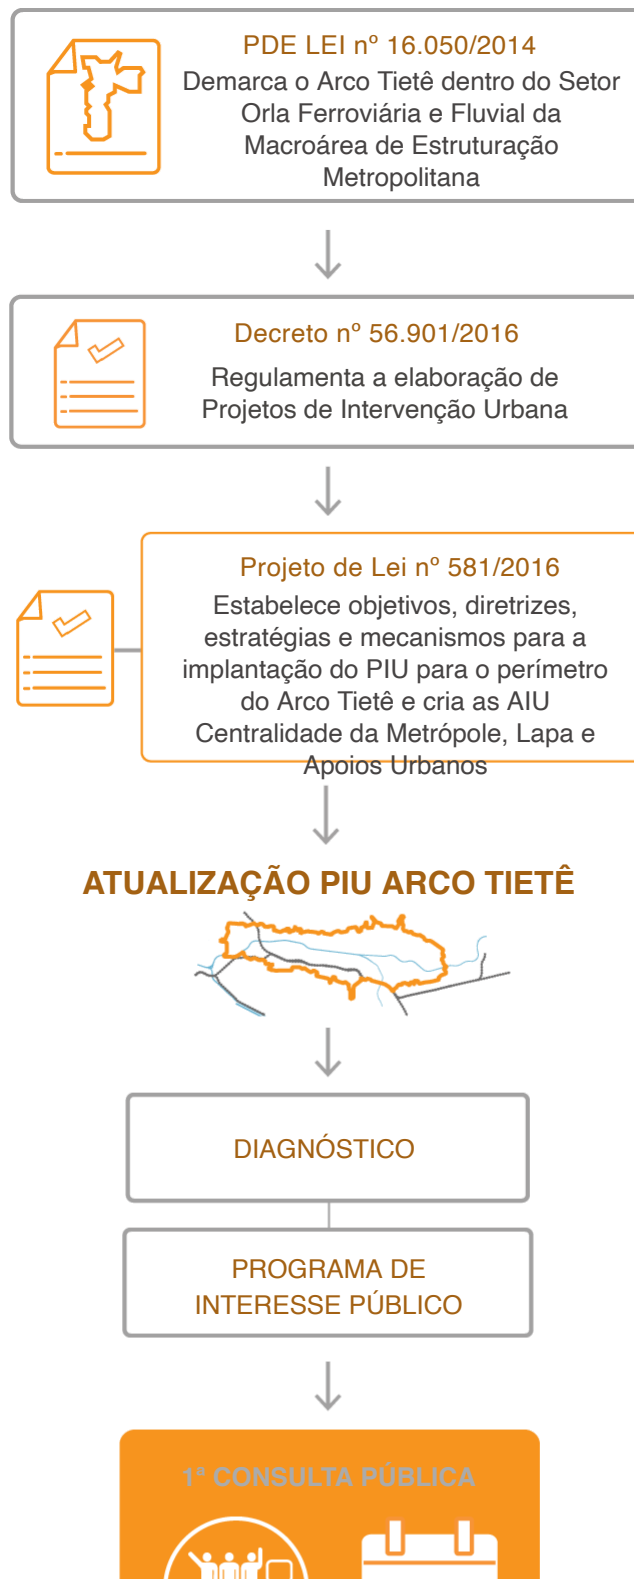 PDE LEI nº 16.050/2014
Demarca o Arco Tietê dentro do Setor
Orla Ferroviária e Fluvial da
Macroárea de Estruturação
Metropolitana
Decreto nº 56.901/2016
Regulamenta a elaboração de
Projetos de Intervenção Urbana
Projeto de Lei nº 581/2016
Estabelece objetivos, diretrizes,
estratégias e mecanismos para a
implantação do PIU para o perímetro
do Arco Tietê e cria as AIU
Centralidade da Metrópole, Lapa e
Apoios Urbanos
ATUALIZAÇÃO PIU ARCO TIETÊ
DIAGNÓSTICO
PROGRAMA DE
INTERESSE PÚBLICO
1ª CONSULTA PÚBLICA